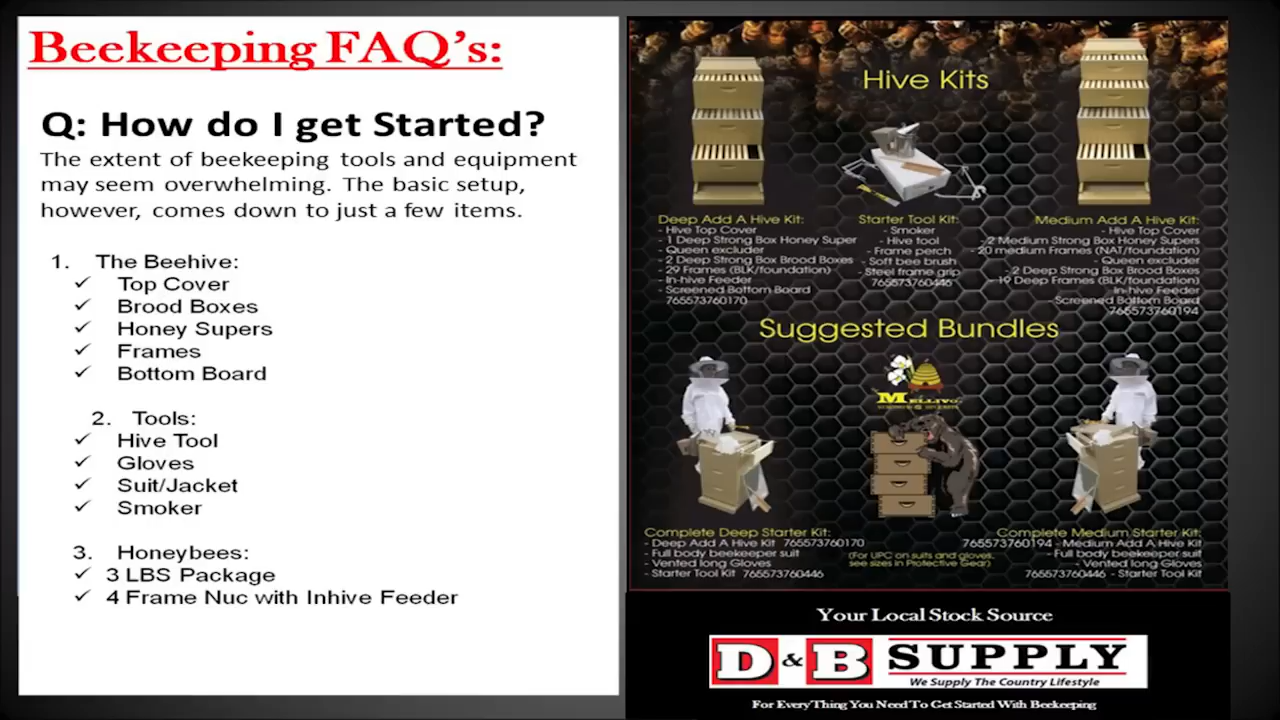 Beekeeping FAQ's:
Q: How do I get Started?
The extent of beekeeping tools and equipment
may seem overwhelming. The basic setup,
however, comes down to just a few items.
1. The Beehive:
✓ Top Cover
✓ Brood Boxes
✓ Honey Supers
✓ Frames
✓ Bottom Board
2. Tools:
✓ Hive Tool
✓ Gloves
✓ Suit/Jacket
✓ Smoker
3. Honeybees:
✓ 3 LBS Package
✓ 4 Frame Nuc with Inhive Feeder
Hive Kits
Deep Add A Hive Kit:
- Hive Top Cover
- 1 Deep Strong Box Honey Super
- Queen excluder
- 2 Deep Strong Box Brood Boxes
- 29 Frames (BLK/foundation)
- In-hive Feeder
- Screened Bottom Board
765573760170
Starter Tool Kit:
- Smoker
- Hive tool
- Frame perch
- Soft bee brush
- Steel frame grip
765573760446
Medium Add A Hive Kit:
- Hive Top Cover
- 2 Medium Strong Box Honey Supers
- 20 medium Frames (NAT/foundation)
- Queen excluder
- 2 Deep Strong Box Brood Boxes
- 19 Deep Frames (BLK/foundation)
In-hive Feeder
- Screened Bottom Board
765573760194
Suggested Bundles
MELLIVO
Complete Deep Starter Kit:
- Deep Add A Hive Kit 765573760170
- Full body beekeeper suit
- Vented long Gloves
- Starter Tool Kit 765573760446
(For UPC on suits and gloves,
see sizes in Protective Gear)
Complete Medium Starter Kit:
765573760194 - Medium Add A Hive Kit
- Full body beekeeper suit
- Vented long Gloves
765573760446 - Starter Tool Kit
Your Local Stock Source
D & B SUPPLY
We Supply The Country Lifestyle
For EveryThing You Need To Get Started With Beekeeping